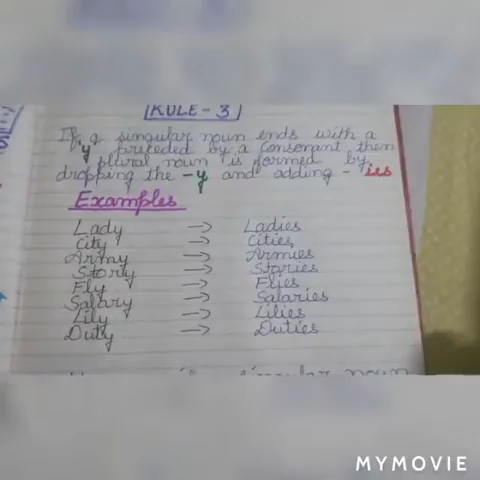 RULE - 3
If a singular noun ends with a
'y' preceded by a consonant then
plural noun is formed by
dropping the -y and adding - ies
Examples
Lady → Ladies
City → Cities
Army → Armies
Story → Stories
Fly → Flies
Salary → Salaries
Lily → Lilies
Duty → Duties
singular noun
MYMOVIE